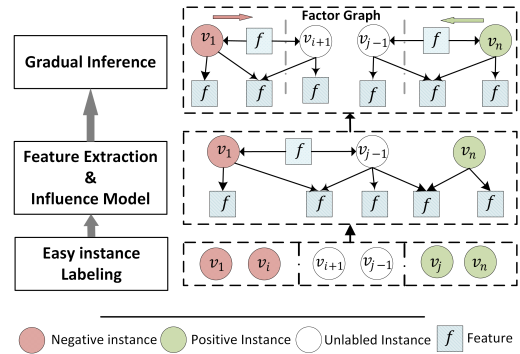 Factor Graph
v1 f vi+1 vj−1 f vn
Gradual Inference
f f f f f f
v1 f vj−1 vn
Feature Extraction
&
Influence Model
f f f f f
Easy instance
Labeling
v1 vi vi+1 vj−1 vj vn
Negative instance Positive Instance Unlabled Instance f Feature